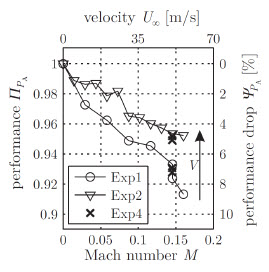 velocity U∞ [m/s]
0 35 70
1 0
0.98 2
0.96 4
0.94 6
0.92 8
0.9 10
performance Π_PA
performance drop Ψ_PA [%]
V
Exp1
Exp2
Exp4
0 0.05 0.1 0.15 0.2
Mach number M